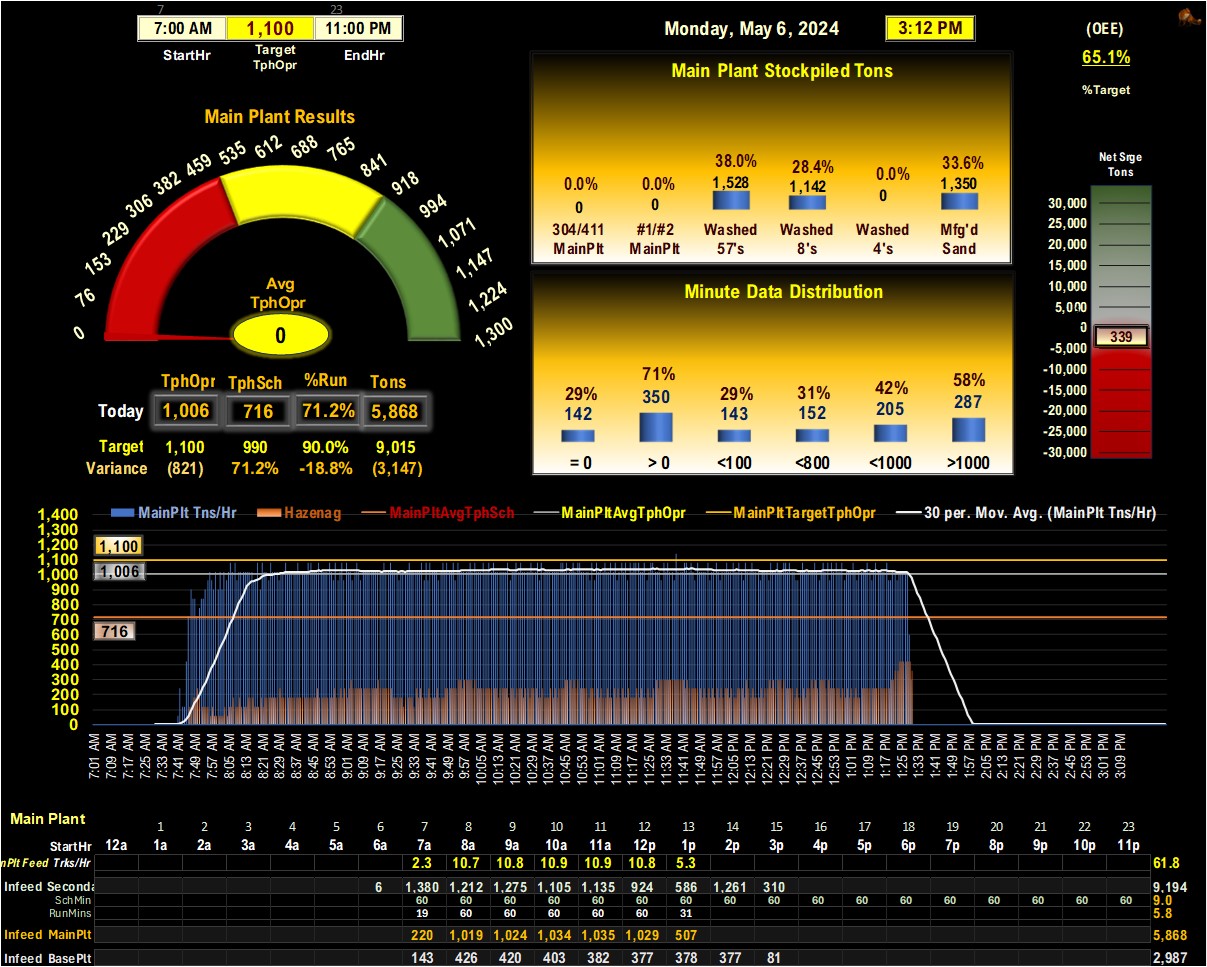 7 23
7:00 AM 1,100 11:00 PM
StartHr Target TphOpr EndHr
Monday, May 6, 2024 3:12 PM
(OEE)
65.1%
%Target
Main Plant Results
0 76 153 229 306 382 459 535 612 688 765 841 918 994 1,071 1,147 1,224 1,300
Avg
TphOpr
0
TphOpr TphSch %Run Tons
Today 1,006 716 71.2% 5,868
Target 1,100 990 90.0% 9,015
Variance (821) 71.2% -18.8% (3,147)
Main Plant Stockpiled Tons
0.0% 0.0% 38.0% 28.4% 0.0% 33.6%
0 0 1,528 1,142 0 1,350
304/411 #1/#2 Washed Washed Washed Mfg'd
MainPlt MainPlt 57's 8's 4's Sand
Minute Data Distribution
29% 71% 29% 31% 42% 58%
142 350 143 152 205 287
= 0 > 0 <100 <800 <1000 >1000
Net Srge
Tons
30,000
25,000
20,000
15,000
10,000
5,000
0
339
-5,000
-10,000
-15,000
-20,000
-25,000
-30,000
MainPlt Tns/Hr Hazenag MainPltAvgTphSch MainPltAvgTphOpr MainPltTargetTphOpr 30 per. Mov. Avg. (MainPlt Tns/Hr)
1,400
1,300
1,200
1,100
1,000
900
800
700
600
500
400
300
200
100
0
1,100
1,006
716
7:01 AM 7:09 AM 7:17 AM 7:25 AM 7:33 AM 7:41 AM 7:49 AM 7:57 AM 8:05 AM 8:13 AM 8:21 AM 8:29 AM 8:37 AM 8:45 AM 8:53 AM 9:01 AM 9:09 AM 9:17 AM 9:25 AM 9:33 AM 9:41 AM 9:49 AM 9:57 AM 10:05 AM 10:13 AM 10:21 AM 10:29 AM 10:37 AM 10:45 AM 10:53 AM 11:01 AM 11:09 AM 11:17 AM 11:25 AM 11:33 AM 11:41 AM 11:49 AM 11:57 AM 12:05 PM 12:13 PM 12:21 PM 12:29 PM 12:37 PM 12:45 PM 12:53 PM 1:01 PM 1:09 PM 1:17 PM 1:25 PM 1:33 PM 1:41 PM 1:49 PM 1:57 PM 2:05 PM 2:13 PM 2:21 PM 2:29 PM 2:37 PM 2:45 PM 2:53 PM 3:01 PM 3:09 PM
Main Plant
1 2 3 4 5 6 7 8 9 10 11 12 13 14 15 16 17 18 19 20 21 22 23
StartHr 12a 1a 2a 3a 4a 5a 6a 7a 8a 9a 10a 11a 12p 1p 2p 3p 4p 5p 6p 7p 8p 9p 10p 11p
nPlt Feed Trks/Hr 2.3 10.7 10.8 10.9 10.9 10.8 5.3 61.8
Infeed Seconda 6 1,380 1,212 1,275 1,105 1,135 924 586 1,261 310 9,194
SchMin 60 60 60 60 60 60 60 60 60 60 60 60 60 60 60 60 60 9.0
RunMins 19 60 60 60 60 60 31 5.8
Infeed MainPlt 220 1,019 1,024 1,034 1,035 1,029 507 5,868
Infeed BasePlt 143 426 420 403 382 377 378 377 81 2,987